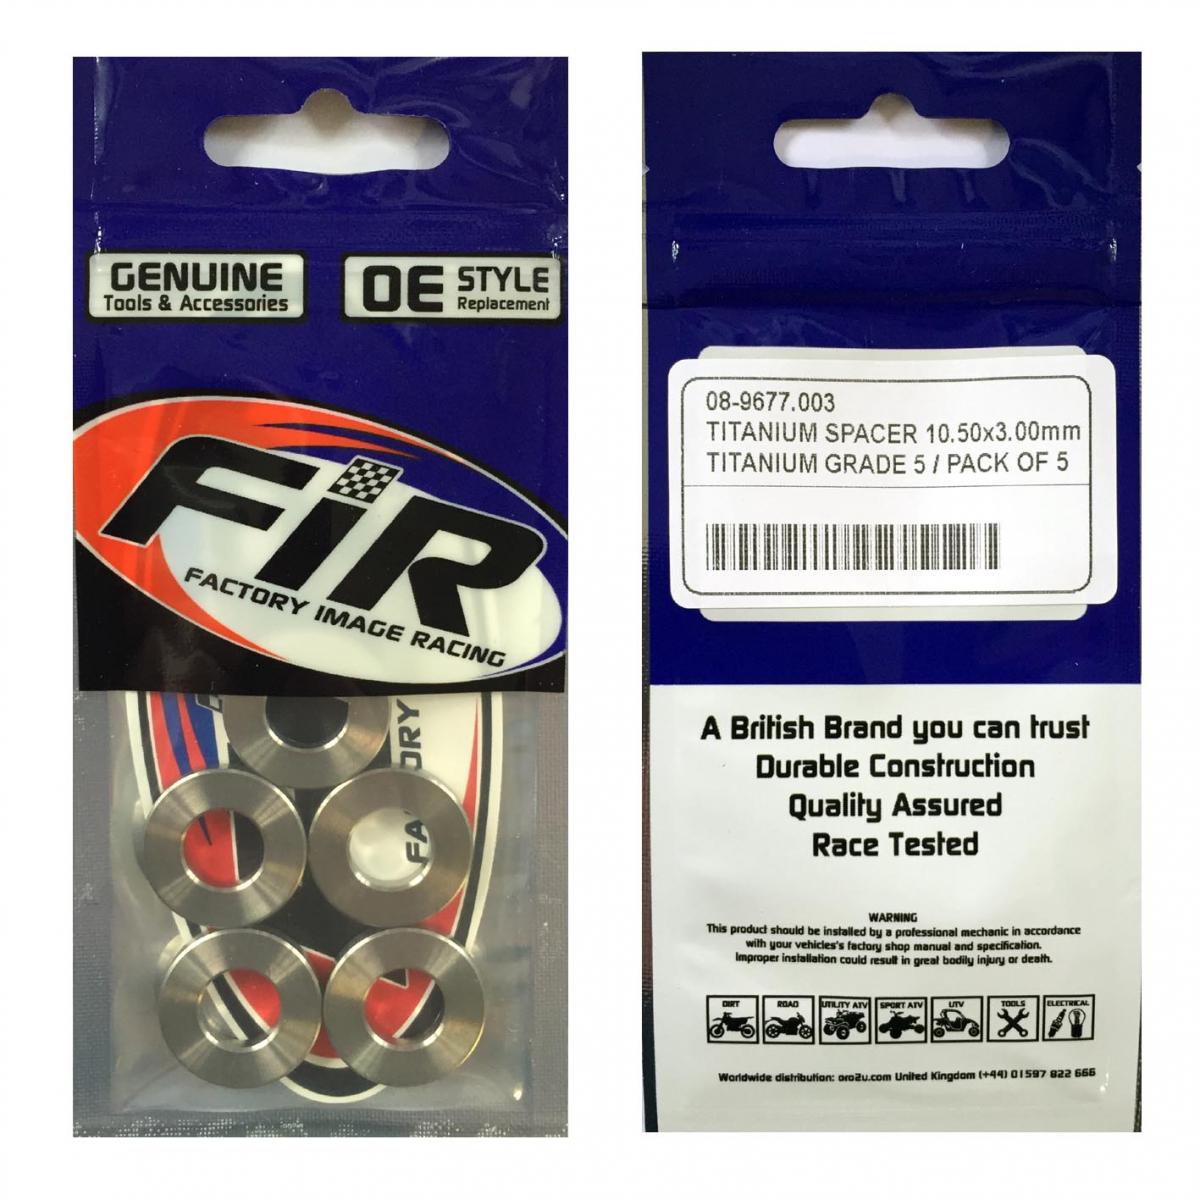 GENUINE
Tools & Accessories
OE STYLE
Replacement
FiR
FACTORY IMAGE RACING
ORY
FA
08-9677.003
TITANIUM SPACER 10.50x3.00mm
TITANIUM GRADE 5 / PACK OF 5
A British Brand you can trust
Durable Construction
Quality Assured
Race Tested
WARNING
This product should be installed by a professional mechanic in accordance
with your vehicles's factory shop manual and specification.
Improper installation could result in great bodily injury or death.
DIRT ROAD UTILITY ATV SPORT ATV UTV TOOLS ELECTRICAL
Worldwide distribution: oro2u.com United Kingdom (+44) 01597 822 666